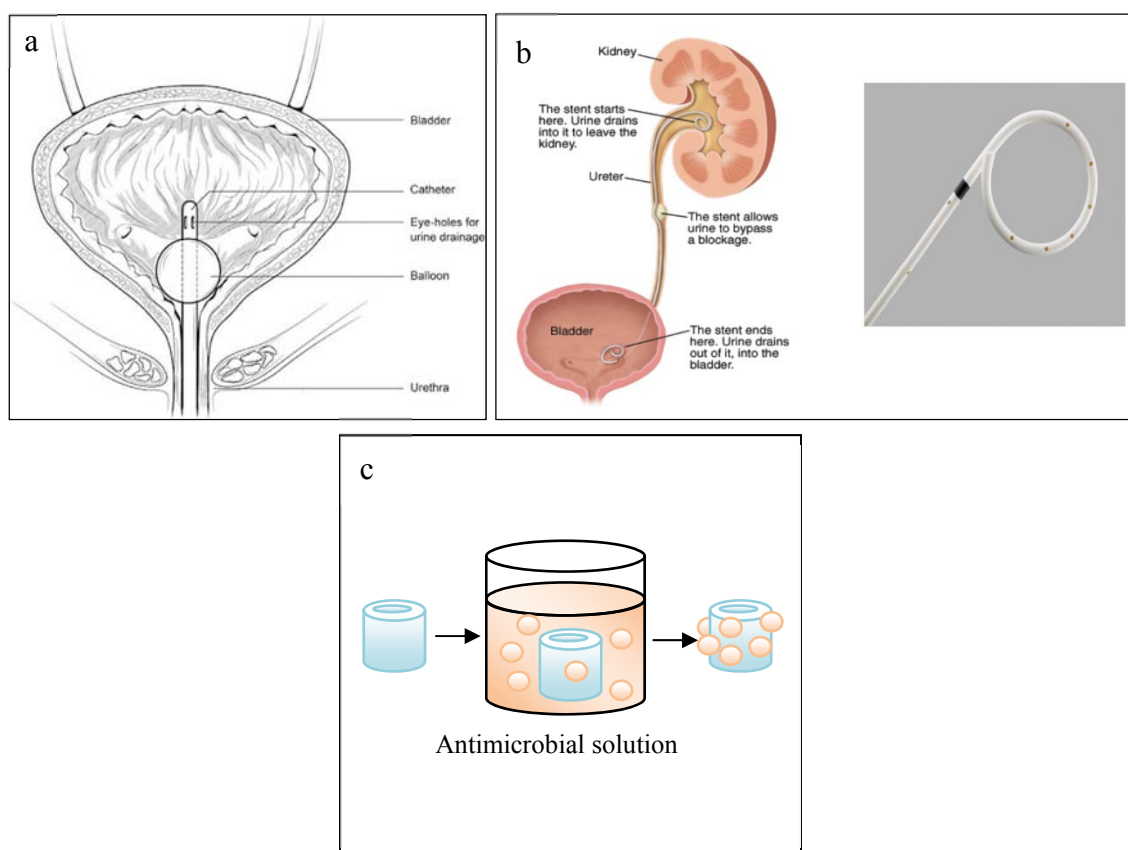 a
Bladder
Catheter
Eye-holes for
urine drainage
Balloon
Urethra
b
Kidney
The stent starts
here. Urine drains
into it to leave the
kidney.
Ureter
The stent allows
urine to bypass
a blockage.
Bladder
The stent ends
here. Urine drains
out of it, into the
bladder.
c
Antimicrobial solution